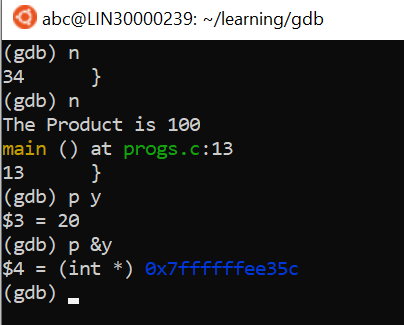 abc@LIN30000239: ~/learning/gdb
(gdb) n
34 }
(gdb) n
The Product is 100
main () at progs.c:13
13 }
(gdb) p y
$3 = 20
(gdb) p &y
$4 = (int *) 0x7ffffffee35c
(gdb)